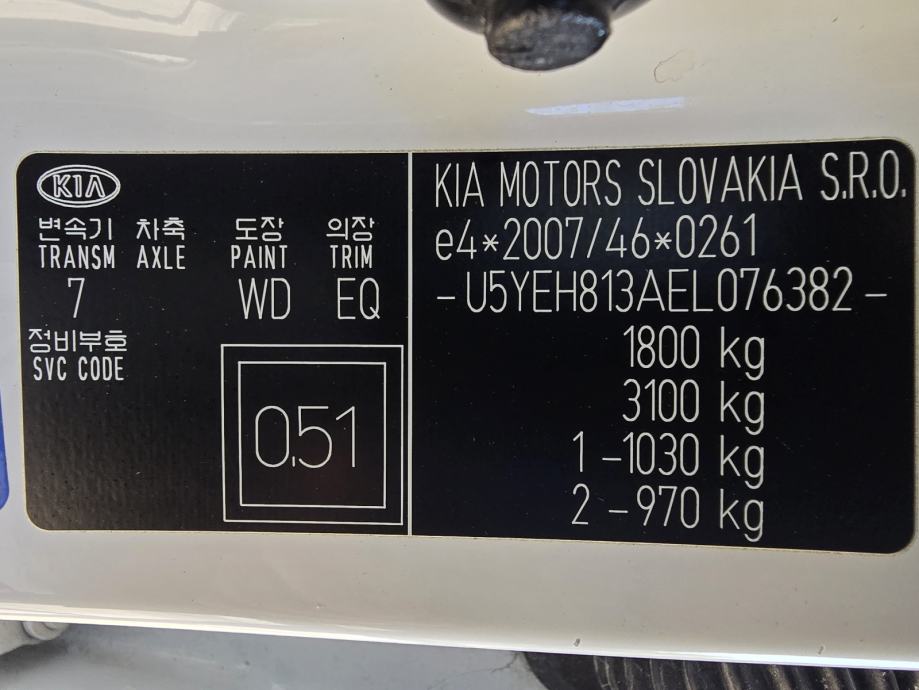 KIA
변속기 차축 도장 의장
TRANSM AXLE PAINT TRIM
7 WD EQ
정비부호
SVC CODE
0.51
KIA MOTORS SLOVAKIA S.R.O.
e4*2007/46*0261
-U5YEH813AEL076382-
1800 kg
3100 kg
1 -1030 kg
2 -970 kg